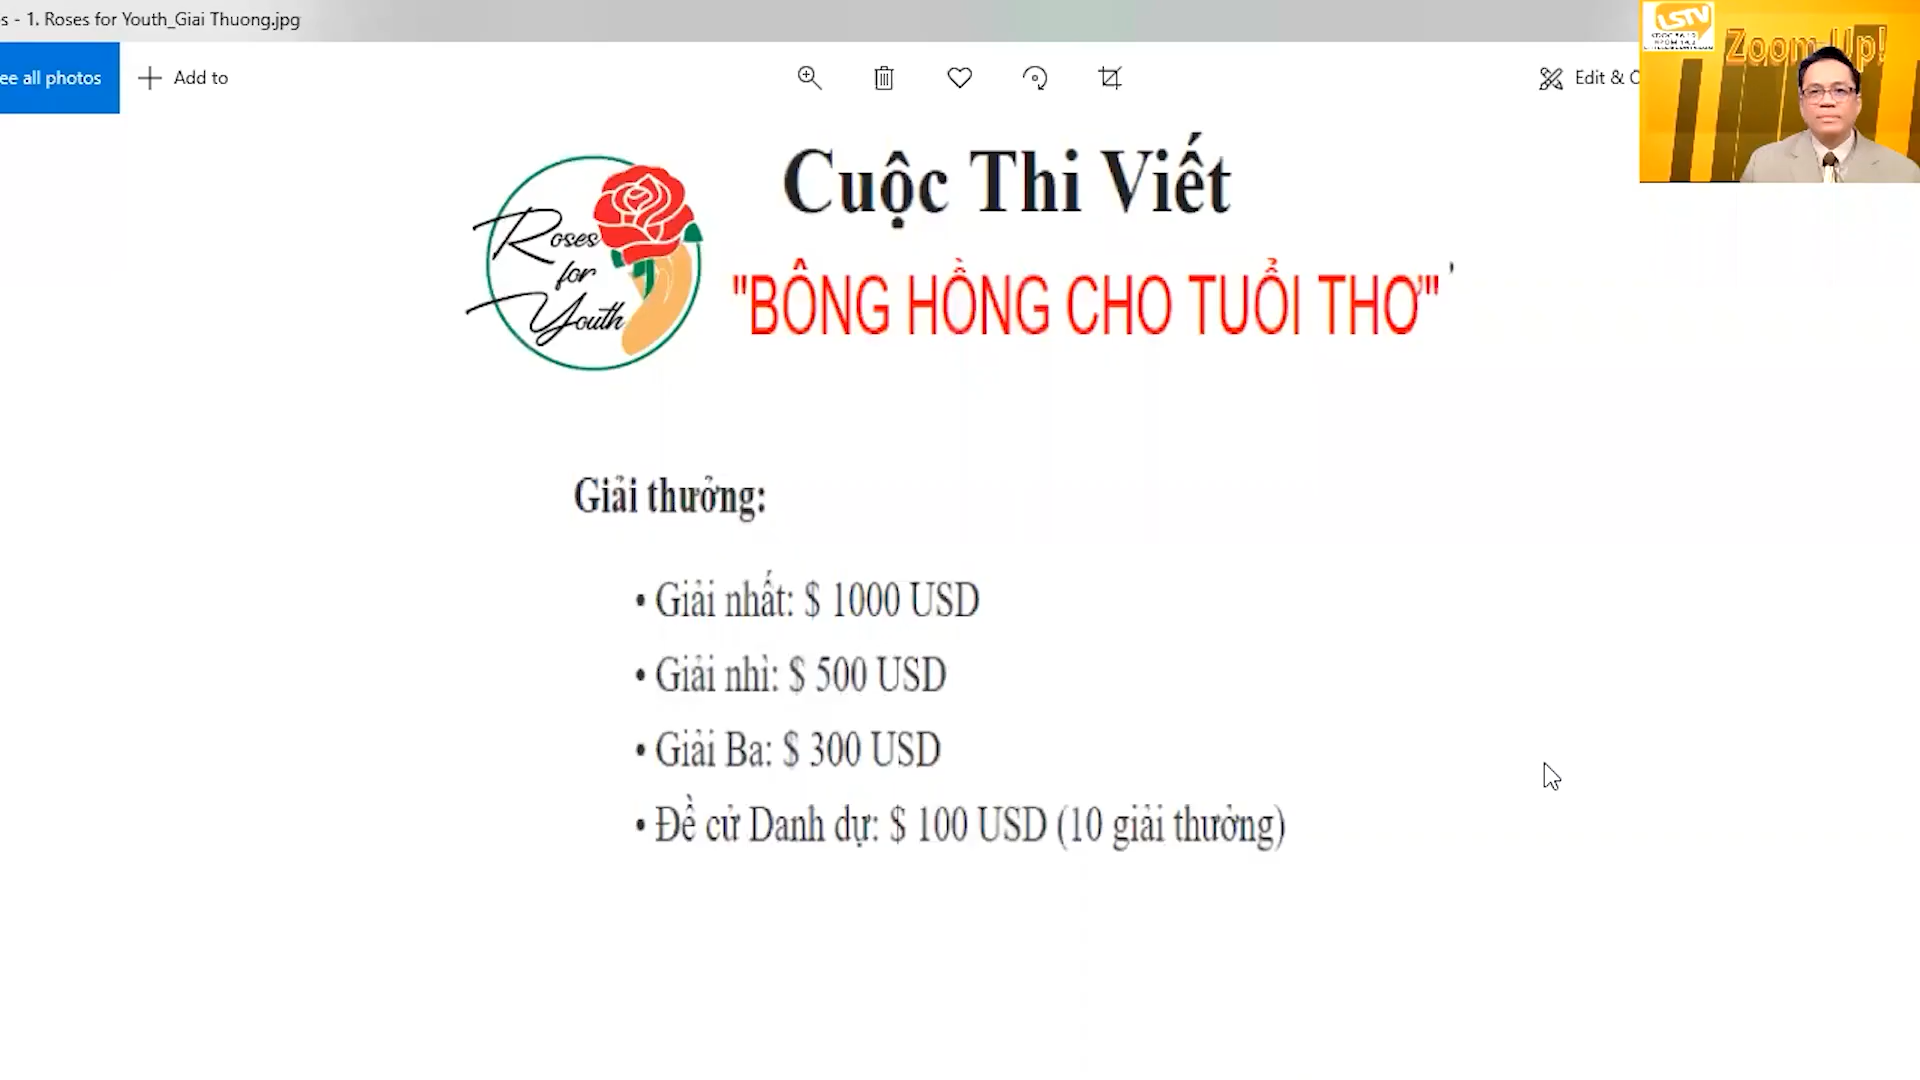 s - 1. Roses for Youth_Giai Thuong.jpg
ee all photos
Add to
Edit & C
LSTV
Zoom Up!
Roses
for
Youth
Cuộc Thi Viết
"BÔNG HỒNG CHO TUỔI THƠ"
Giải thưởng:
• Giải nhất: $ 1000 USD
• Giải nhì: $ 500 USD
• Giải Ba: $ 300 USD
• Đề cử Danh dự: $ 100 USD (10 giải thưởng)